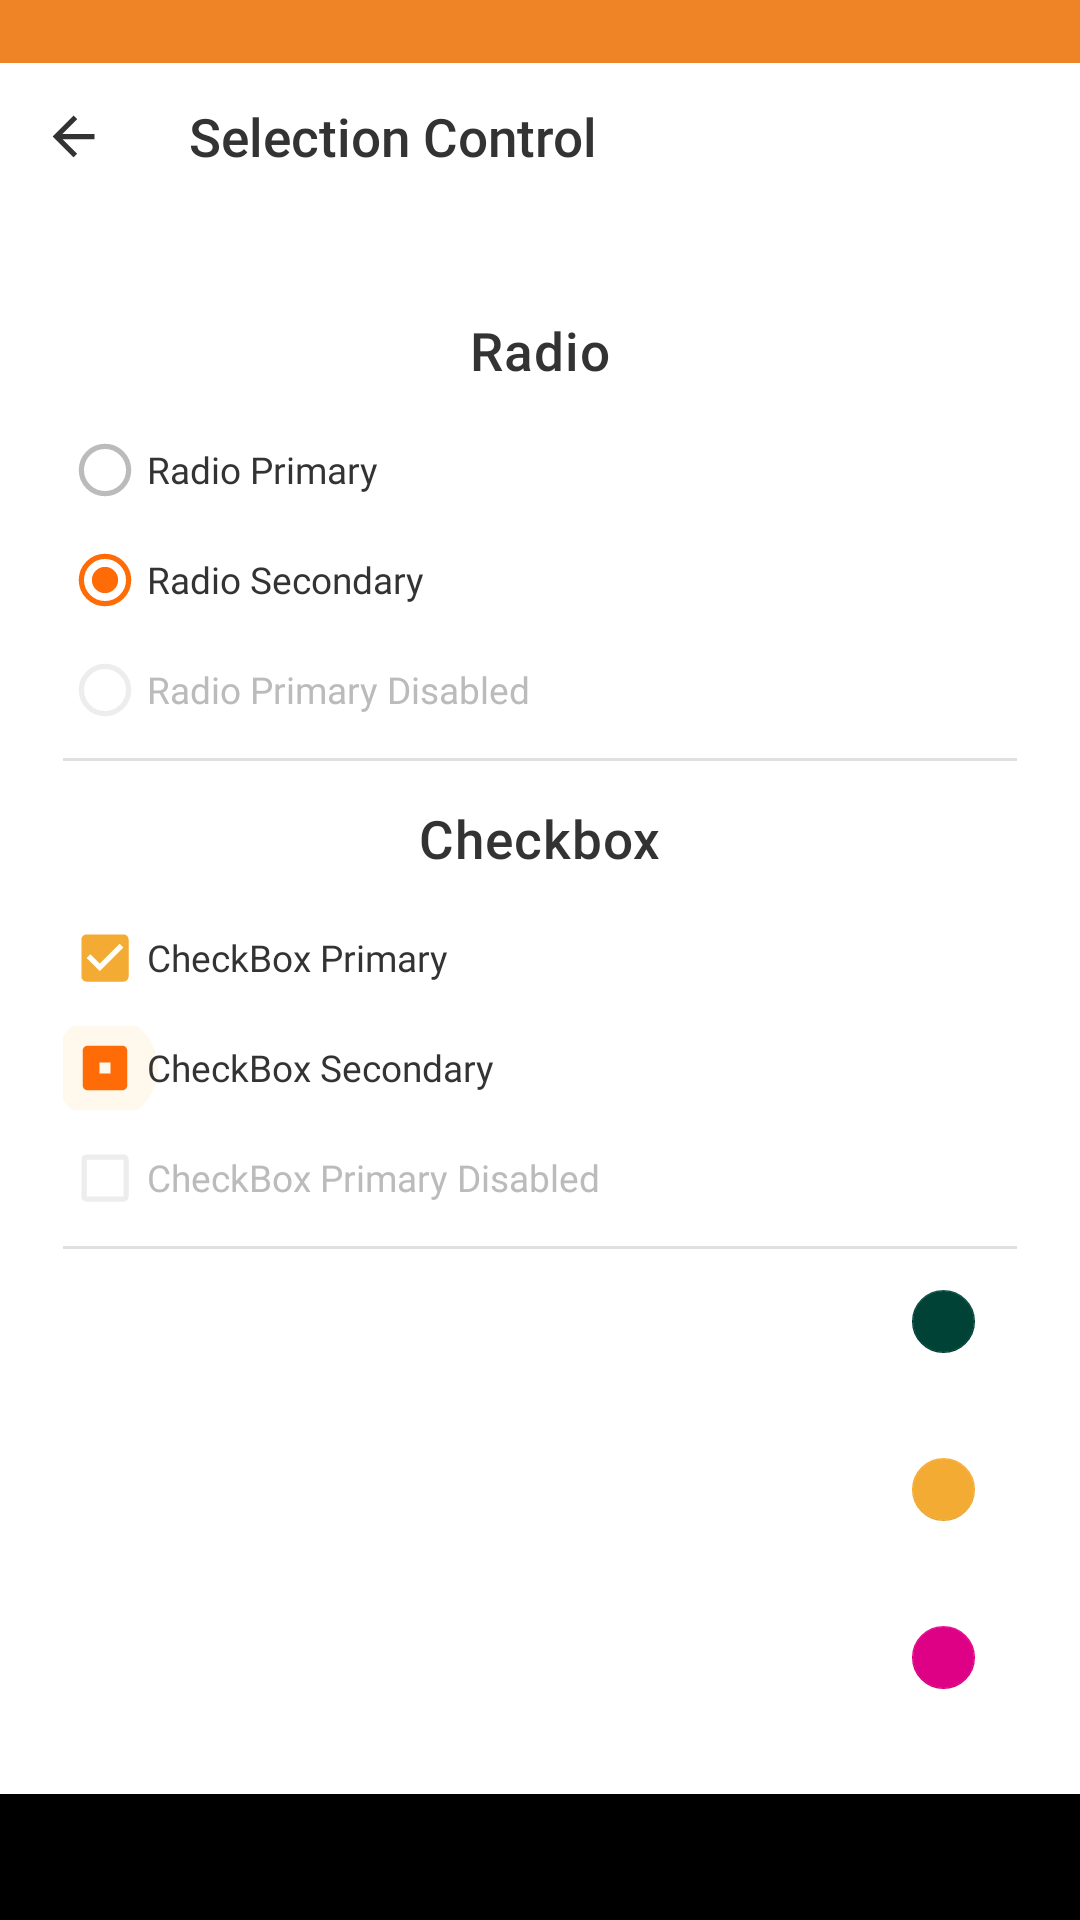 Selection Control
Radio
Radio Primary
Radio Secondary
Radio Primary Disabled
Checkbox
CheckBox Primary
CheckBox Secondary
CheckBox Primary Disabled